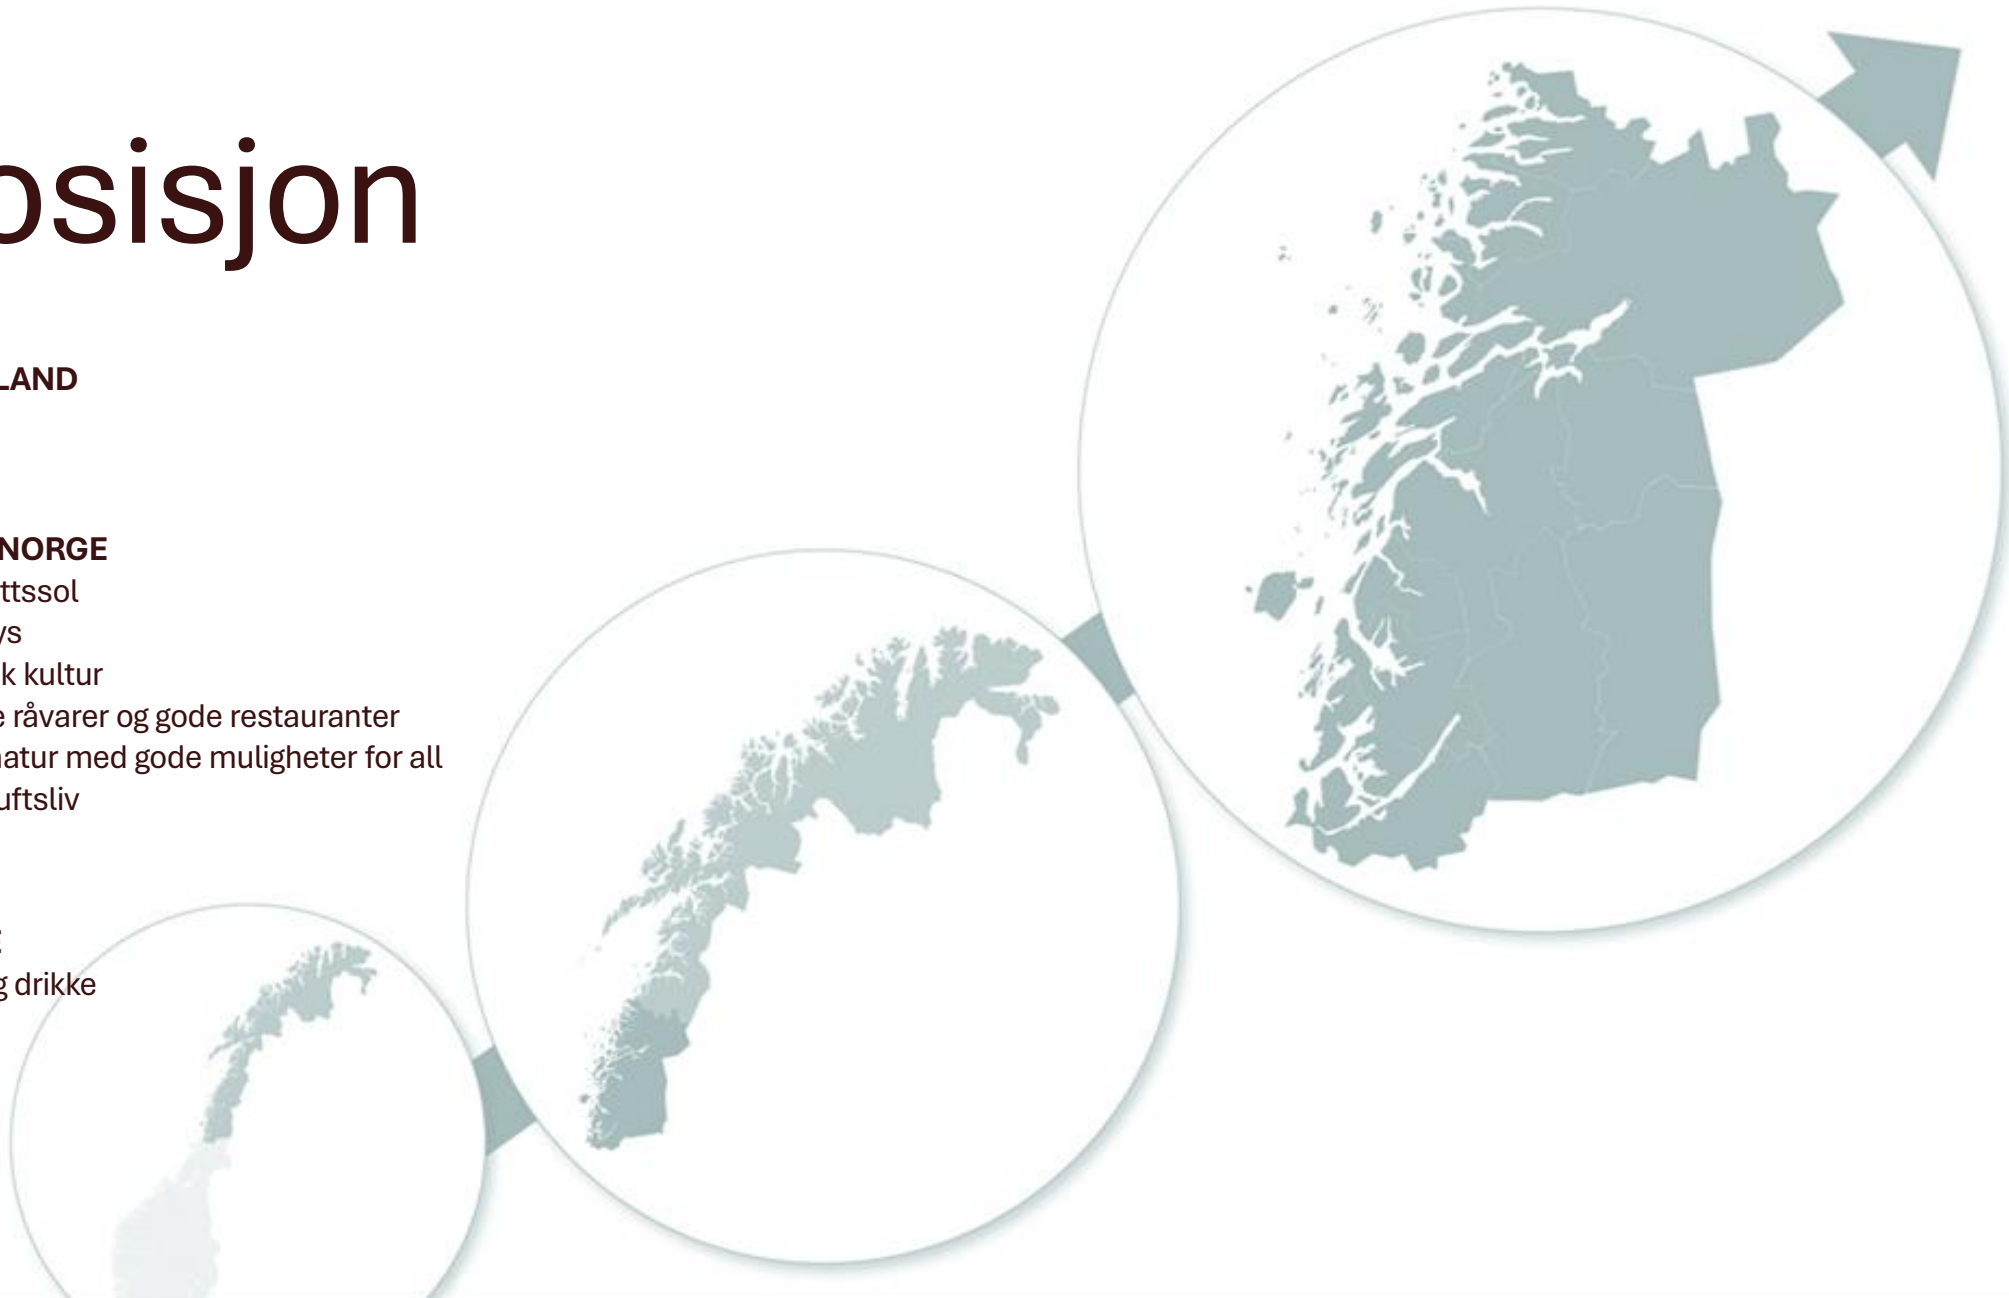 osisjon
LAND
NORGE
ttssol
ys
k kultur
e råvarer og gode restauranter
natur med gode muligheter for all
uftsliv
E
g drikke